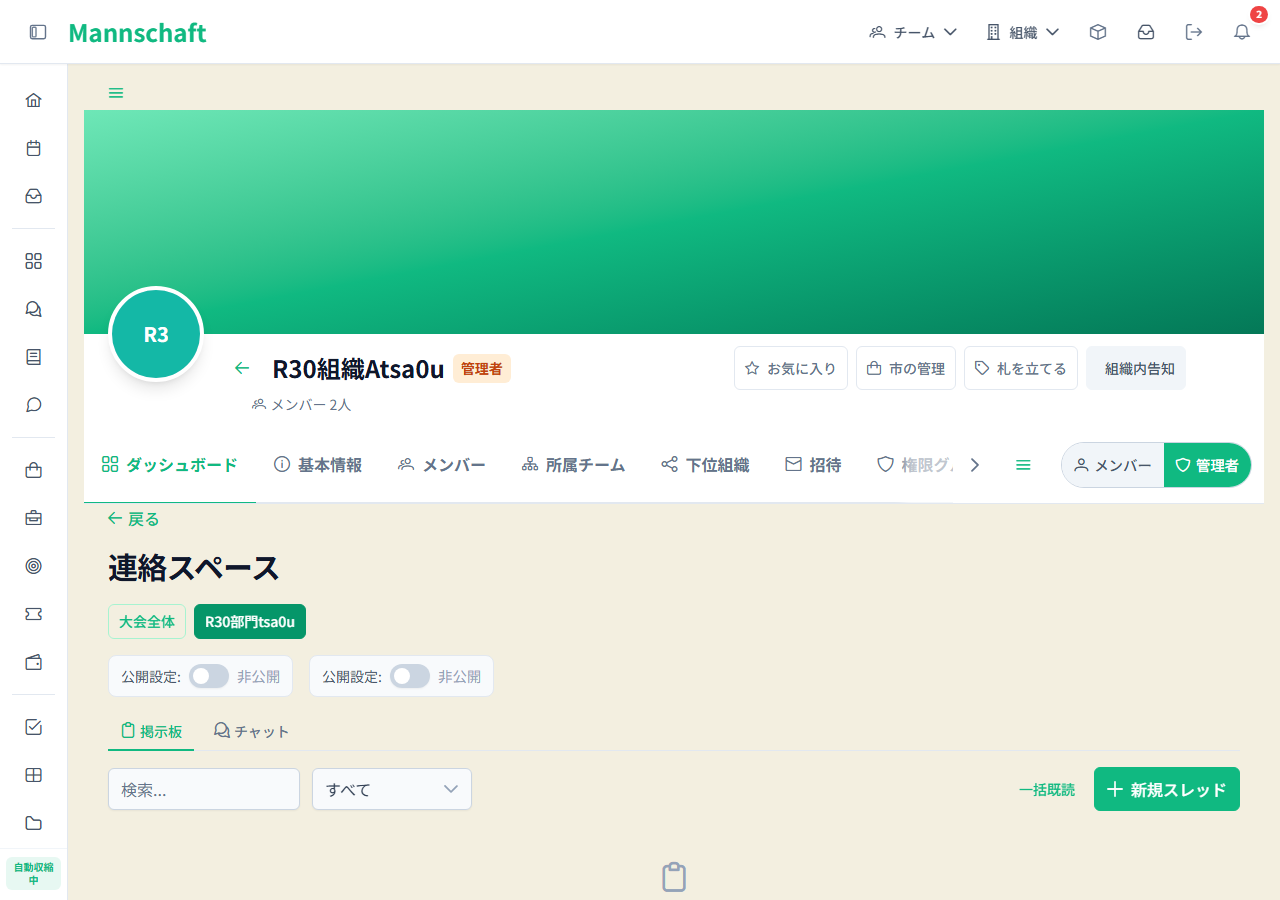 Mannschaft
チーム
組織
2
R3
R30組織Atsa0u
管理者
お気に入り
市の管理
札を立てる
組織内告知
メンバー 2人
ダッシュボード
基本情報
メンバー
所属チーム
下位組織
招待
権限グ
メンバー
管理者
戻る
連絡スペース
大会全体
R30部門tsa0u
公開設定:
非公開
公開設定:
非公開
掲示板
チャット
検索...
すべて
一括既読
新規スレッド
自動収縮
中